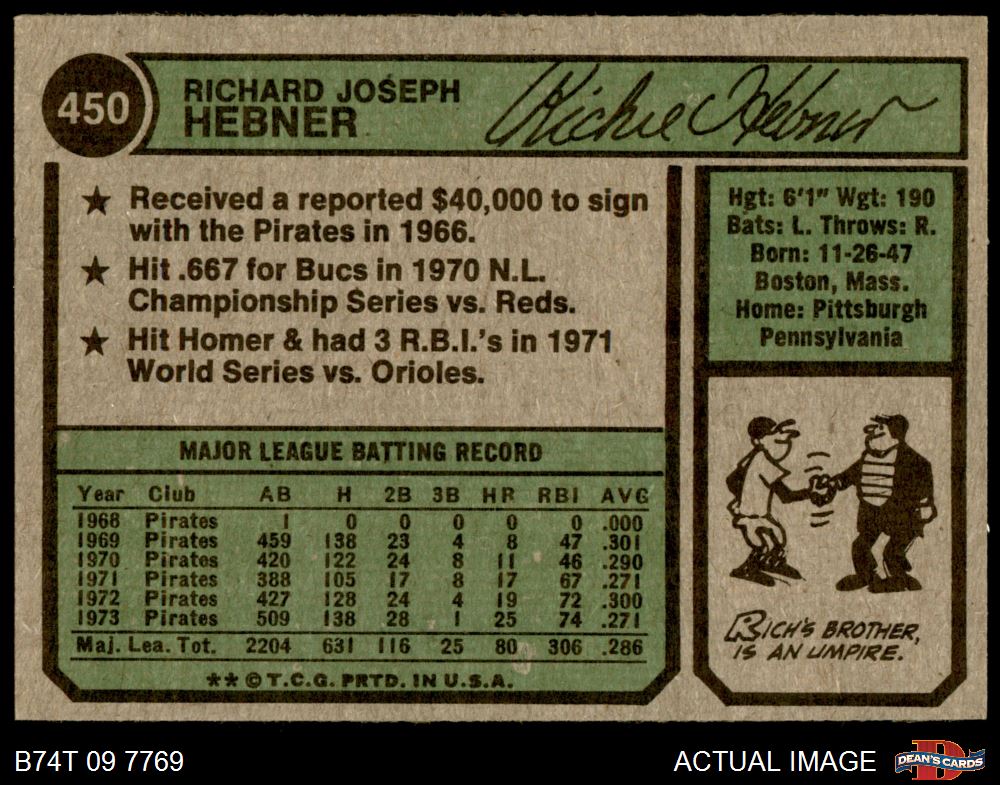 450
RICHARD JOSEPH
HEBNER
Richie Hebner
★ Received a reported $40,000 to sign
with the Pirates in 1966.
★ Hit .667 for Bucs in 1970 N.L.
Championship Series vs. Reds.
★ Hit Homer & had 3 R.B.I.'s in 1971
World Series vs. Orioles.
Hgt: 6'1" Wgt: 190
Bats: L. Throws: R.
Born: 11-26-47
Boston, Mass.
Home: Pittsburgh
Pennsylvania
MAJOR LEAGUE BATTING RECORD
Year Club AB H 2B 3B HR RBI AVG
1968 Pirates 1 0 0 0 0 0 .000
1969 Pirates 459 138 23 4 8 47 .301
1970 Pirates 420 122 24 8 11 46 .290
1971 Pirates 388 105 17 8 17 67 .271
1972 Pirates 427 128 24 4 19 72 .300
1973 Pirates 509 138 28 1 25 74 .271
Maj. Lea. Tot. 2204 631 116 25 80 306 .286
** © T.C.G. PRTD. IN U.S.A.
RICH'S BROTHER,
IS AN UMPIRE.
B74T 09 7769
ACTUAL IMAGE
DEAN'S CARDS